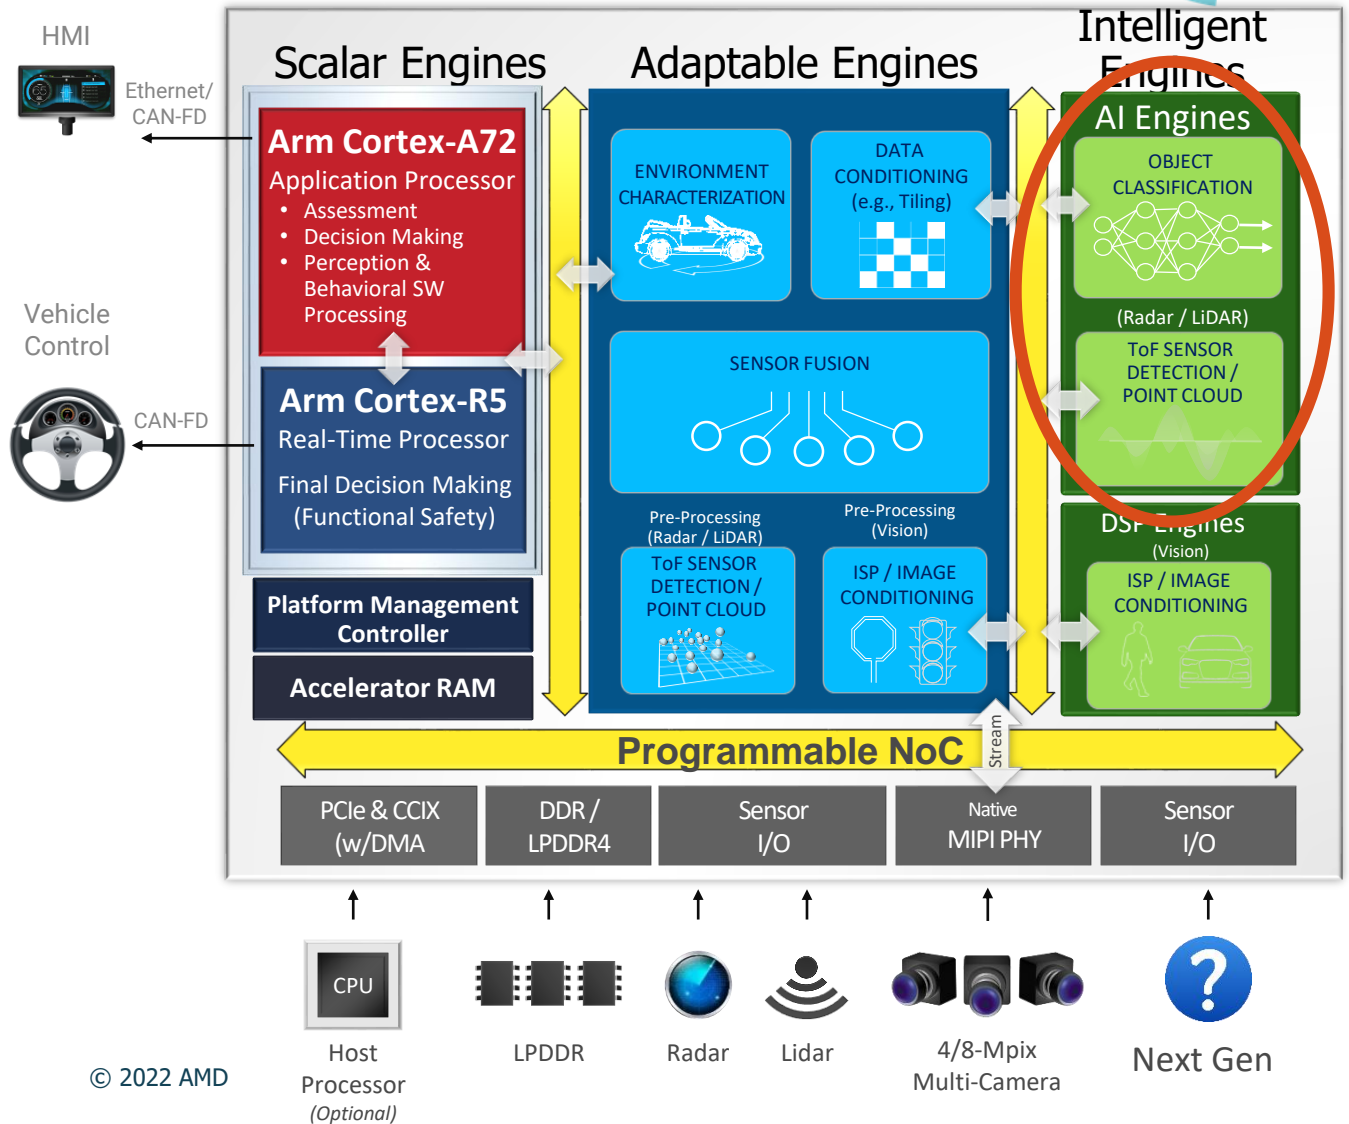 HMI
Ethernet/
CAN-FD
Vehicle
Control
CAN-FD
Scalar Engines
Arm Cortex-A72
Application Processor
• Assessment
• Decision Making
• Perception &
Behavioral SW
Processing
Arm Cortex-R5
Real-Time Processor
Final Decision Making
(Functional Safety)
Platform Management
Controller
Accelerator RAM
Adaptable Engines
ENVIRONMENT
CHARACTERIZATION
DATA
CONDITIONING
(e.g., Tiling)
SENSOR FUSION
Pre-Processing
(Radar / LiDAR)
ToF SENSOR
DETECTION /
POINT CLOUD
Pre-Processing
(Vision)
ISP / IMAGE
CONDITIONING
Intelligent
Engines
AI Engines
OBJECT
CLASSIFICATION
(Radar / LiDAR)
ToF SENSOR
DETECTION /
POINT CLOUD
DSP Engines
(Vision)
ISP / IMAGE
CONDITIONING
Programmable NoC
Stream
PCIe & CCIX
(w/DMA
DDR /
LPDDR4
Sensor
I/O
Native
MIPI PHY
Sensor
I/O
CPU
Host
Processor
(Optional)
LPDDR
Radar
Lidar
4/8-Mpix
Multi-Camera
?
Next Gen
© 2022 AMD